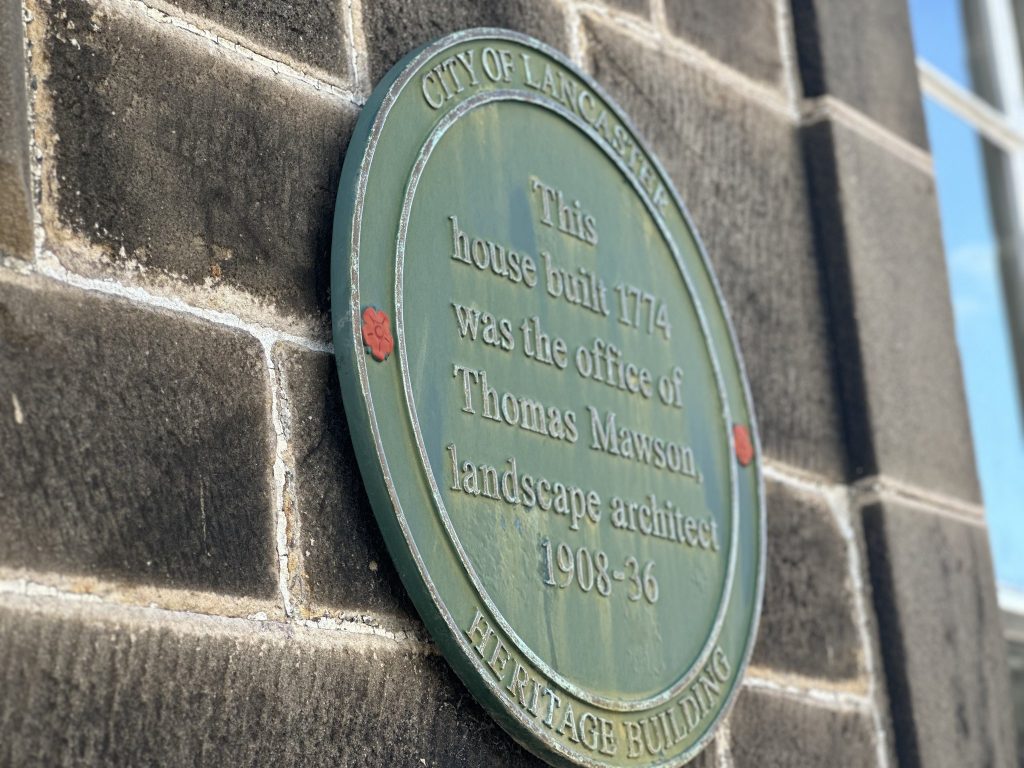 CITY OF LANCASTER
This
house built 1774
was the office of
Thomas Mawson,
landscape architect
1908-36
HERITAGE BUILDING